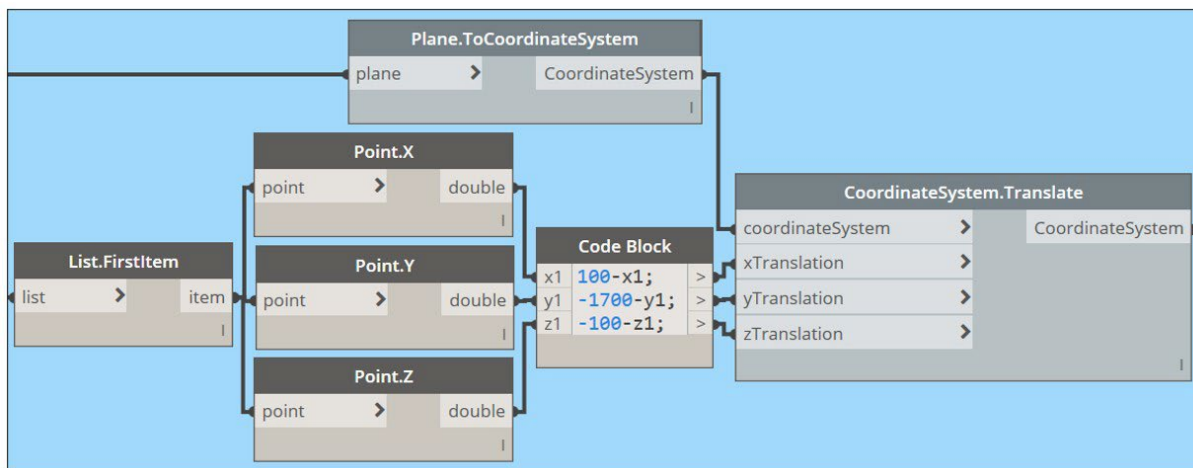 Plane.ToCoordinateSystem
plane > CoordinateSystem
l
Point.X
point > double
l
List.FirstItem
list > item
l
Point.Y
point > double
l
Point.Z
point > double
l
Code Block
x1 100-x1; >
y1 -1700-y1; >
z1 -100-z1; >
CoordinateSystem.Translate
coordinateSystem > CoordinateSystem
xTranslation >
yTranslation >
zTranslation >
l